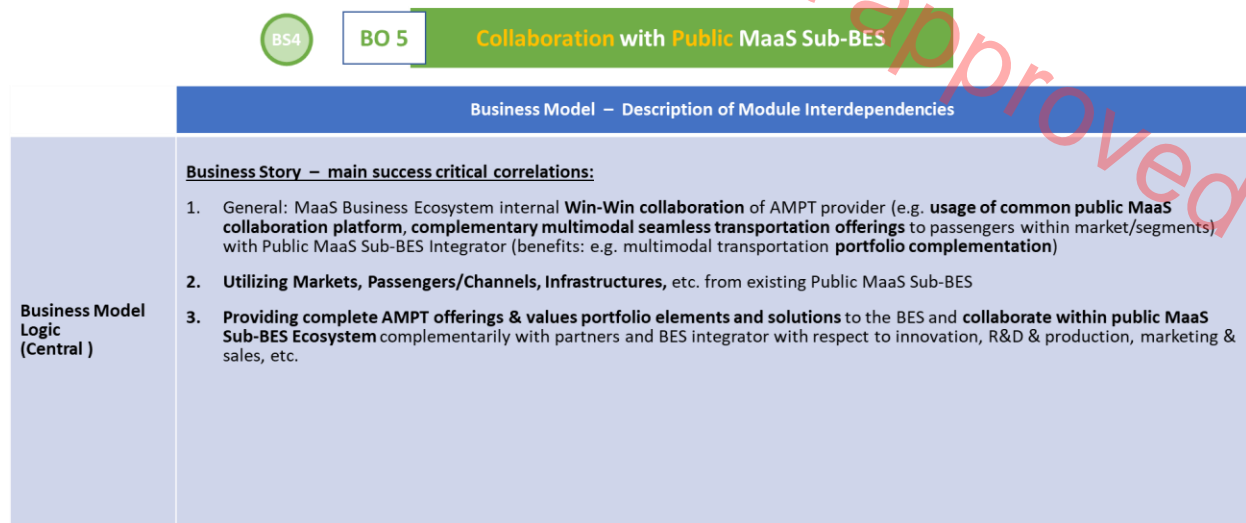 BS4
BO 5
Collaboration with Public MaaS Sub-BES
approved
Business Model – Description of Module Interdependencies
Business Model
Logic
(Central )
Business Story – main success critical correlations:
1. General: MaaS Business Ecosystem internal Win-Win collaboration of AMPT provider (e.g. usage of common public MaaS
collaboration platform, complementary multimodal seamless transportation offerings to passengers within market/segments)
with Public MaaS Sub-BES Integrator (benefits: e.g. multimodal transportation portfolio complementation)
2. Utilizing Markets, Passengers/Channels, Infrastructures, etc. from existing Public MaaS Sub-BES
3. Providing complete AMPT offerings & values portfolio elements and solutions to the BES and collaborate within public MaaS
Sub-BES Ecosystem complementarily with partners and BES integrator with respect to innovation, R&D & production, marketing &
sales, etc.